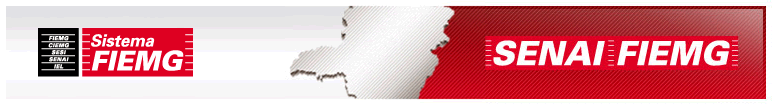 FIEMG
CIEMG
SESI
SENAI
IEL
Sistema
FIEMG
SENAI FIEMG